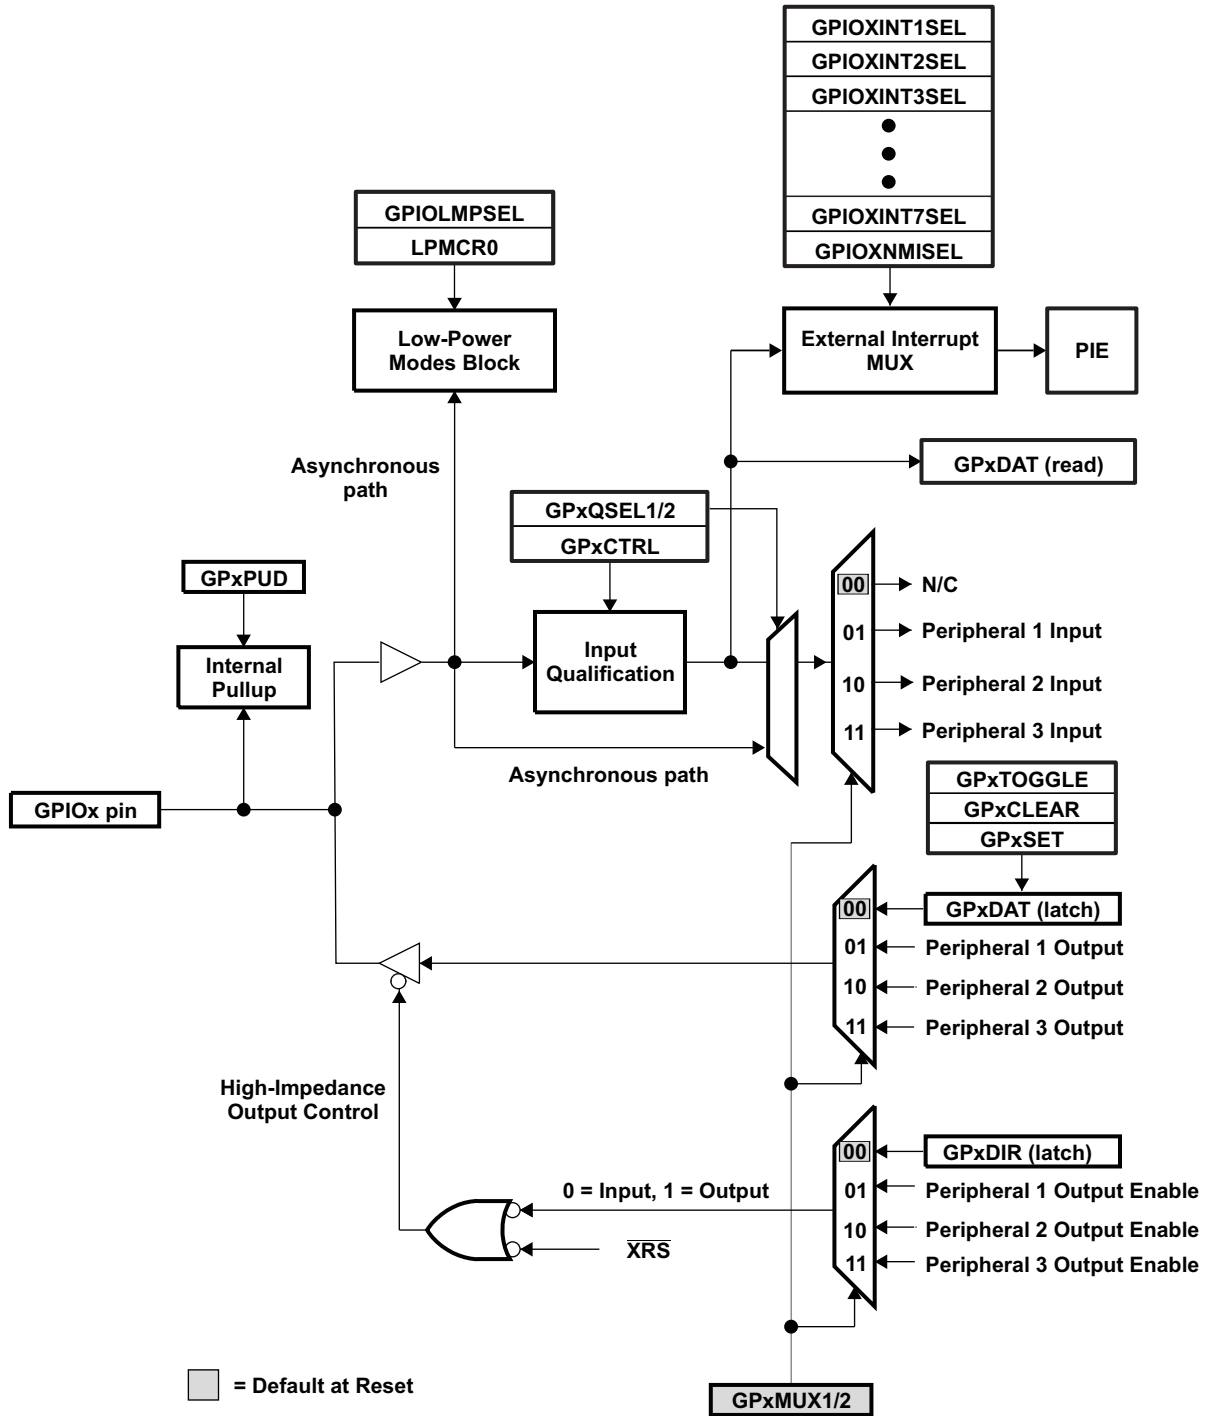 GPIOXINT1SEL
GPIOXINT2SEL
GPIOXINT3SEL
GPIOXINT7SEL
GPIOXNMISEL
GPIOLMPSEL
LPMCR0
Low-Power
Modes Block
External Interrupt
MUX
PIE
Asynchronous
path
GPxDAT (read)
GPxQSEL1/2
GPxCTRL
GPxPUD
Internal
Pullup
Input
Qualification
00
N/C
01
Peripheral 1 Input
10
Peripheral 2 Input
11
Peripheral 3 Input
Asynchronous path
GPIOx pin
GPxTOGGLE
GPxCLEAR
GPxSET
00
GPxDAT (latch)
01
Peripheral 1 Output
10
Peripheral 2 Output
11
Peripheral 3 Output
High-Impedance
Output Control
00
GPxDIR (latch)
0 = Input, 1 = Output
01
Peripheral 1 Output Enable
10
Peripheral 2 Output Enable
XRS
11
Peripheral 3 Output Enable
= Default at Reset
GPxMUX1/2